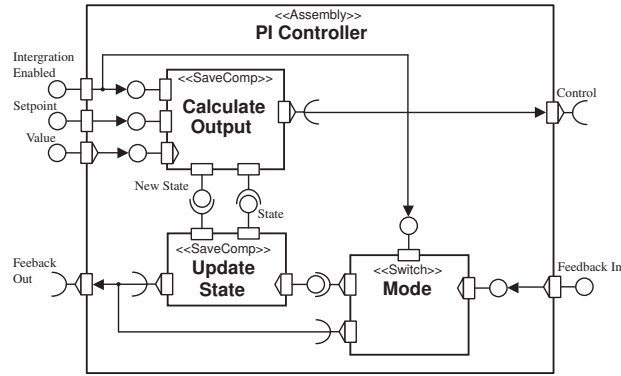 <<Assembly>>
PI Controller
Intergration
Enabled
Setpoint
Value
<<SaveComp>>
Calculate
Output
Control
New State
State
<<SaveComp>>
Update
State
<<Switch>>
Mode
Feeback
Out
Feedback In